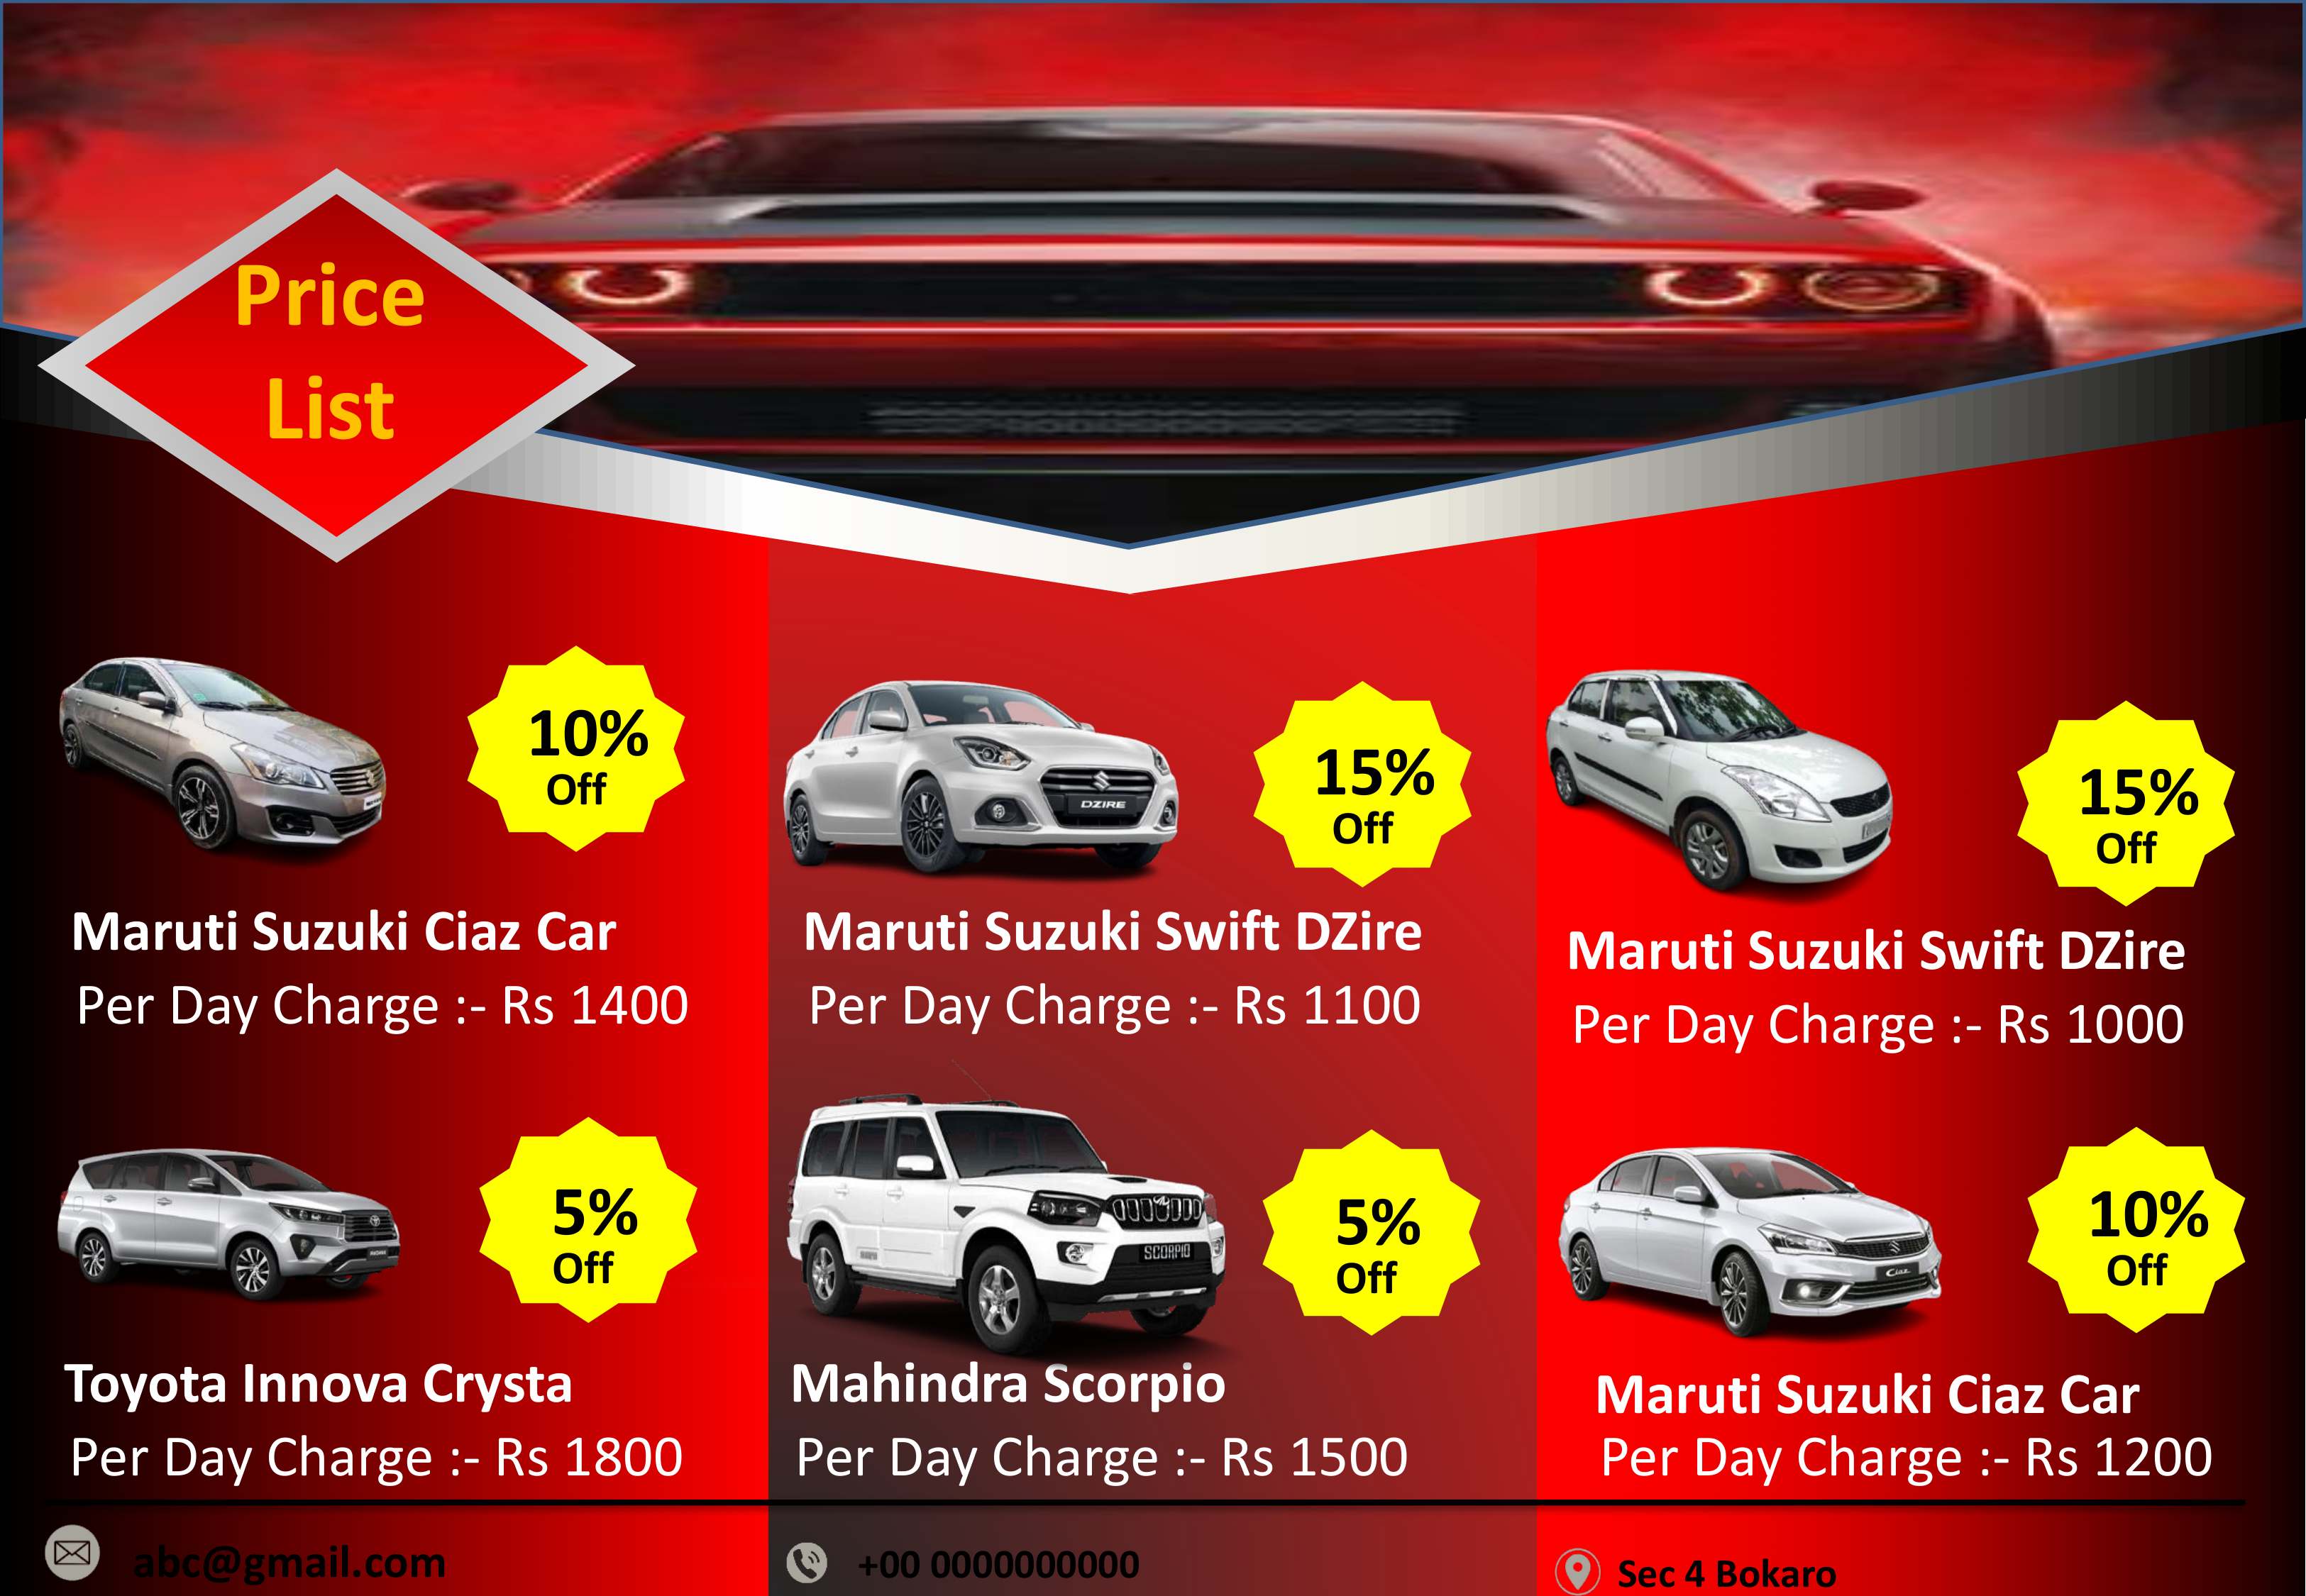 Price
List
10%
Off
Maruti Suzuki Ciaz Car
Per Day Charge :- Rs 1400
DZIRE
15%
Off
Maruti Suzuki Swift DZire
Per Day Charge :- Rs 1100
15%
Off
Maruti Suzuki Swift DZire
Per Day Charge :- Rs 1000
5%
Off
Toyota Innova Crysta
Per Day Charge :- Rs 1800
SCORPIO
5%
Off
Mahindra Scorpio
Per Day Charge :- Rs 1500
Ciaz
10%
Off
Maruti Suzuki Ciaz Car
Per Day Charge :- Rs 1200
abc@gmail.com
+00 0000000000
Sec 4 Bokaro